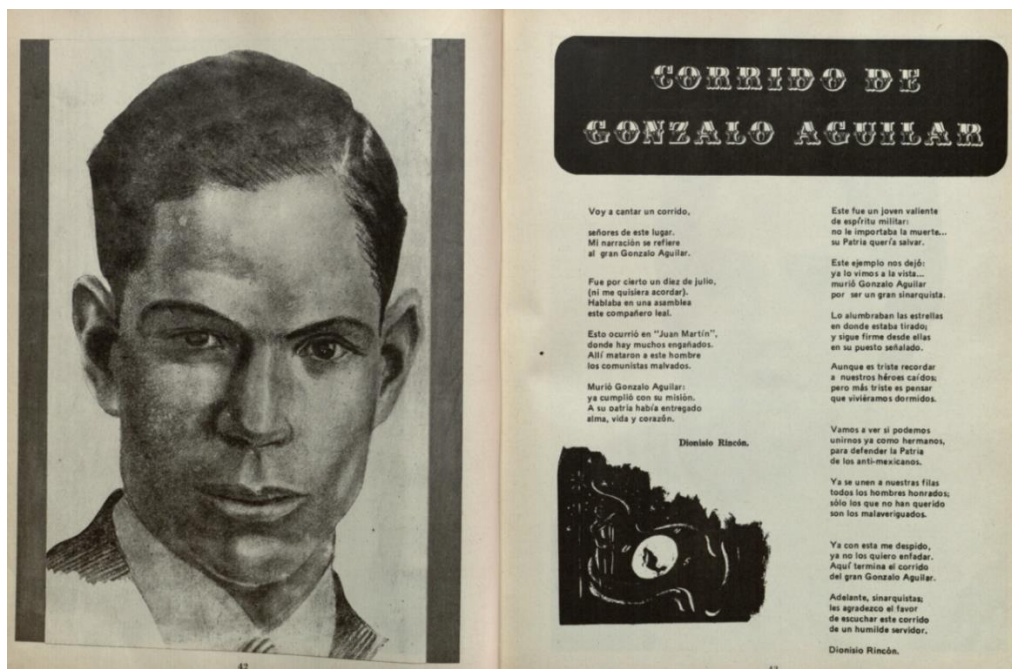 42
CORRIDO DE
GONZALO AGUILAR
Voy a cantar un corrido,
señores de este lugar.
Mi narración se refiere
al gran Gonzalo Aguilar.
Fue por cierto un diez de julio,
(ni me quisiera acordar).
Hablaba en una asamblea
este compañero leal.
Esto ocurrió en "Juan Martín",
donde hay muchos engañados.
Allí mataron a este hombre
los comunistas malvados.
Murió Gonzalo Aguilar:
ya cumplió con su misión.
A su patria había entregado
alma, vida y corazón.
Dionisio Rincón.
Este fue un joven valiente
de espíritu militar:
no le importaba la muerte...
su Patria quería salvar.
Este ejemplo nos dejó:
ya lo vimos a la vista...
murió Gonzalo Aguilar
por ser un gran sinarquista.
Lo alumbraban las estrellas
en donde estaba tirado;
y sigue firme desde ellas
en su puesto señalado.
Aunque es triste recordar
a nuestros héroes caídos;
pero más triste es pensar
que viviéramos dormidos.
Vamos a ver si podemos
unirnos ya como hermanos,
para defender la Patria
de los anti-mexicanos.
Ya se unen a nuestras filas
todos los hombres honrados;
sólo los que no han querido
son los malaveriguados.
Ya con esta me despido,
ya no los quiero enfadar.
Aquí termina el corrido
del gran Gonzalo Aguilar.
Adelante, sinarquistas;
les agradezco el favor
de escuchar este corrido
de un humilde servidor.
Dionisio Rincón.